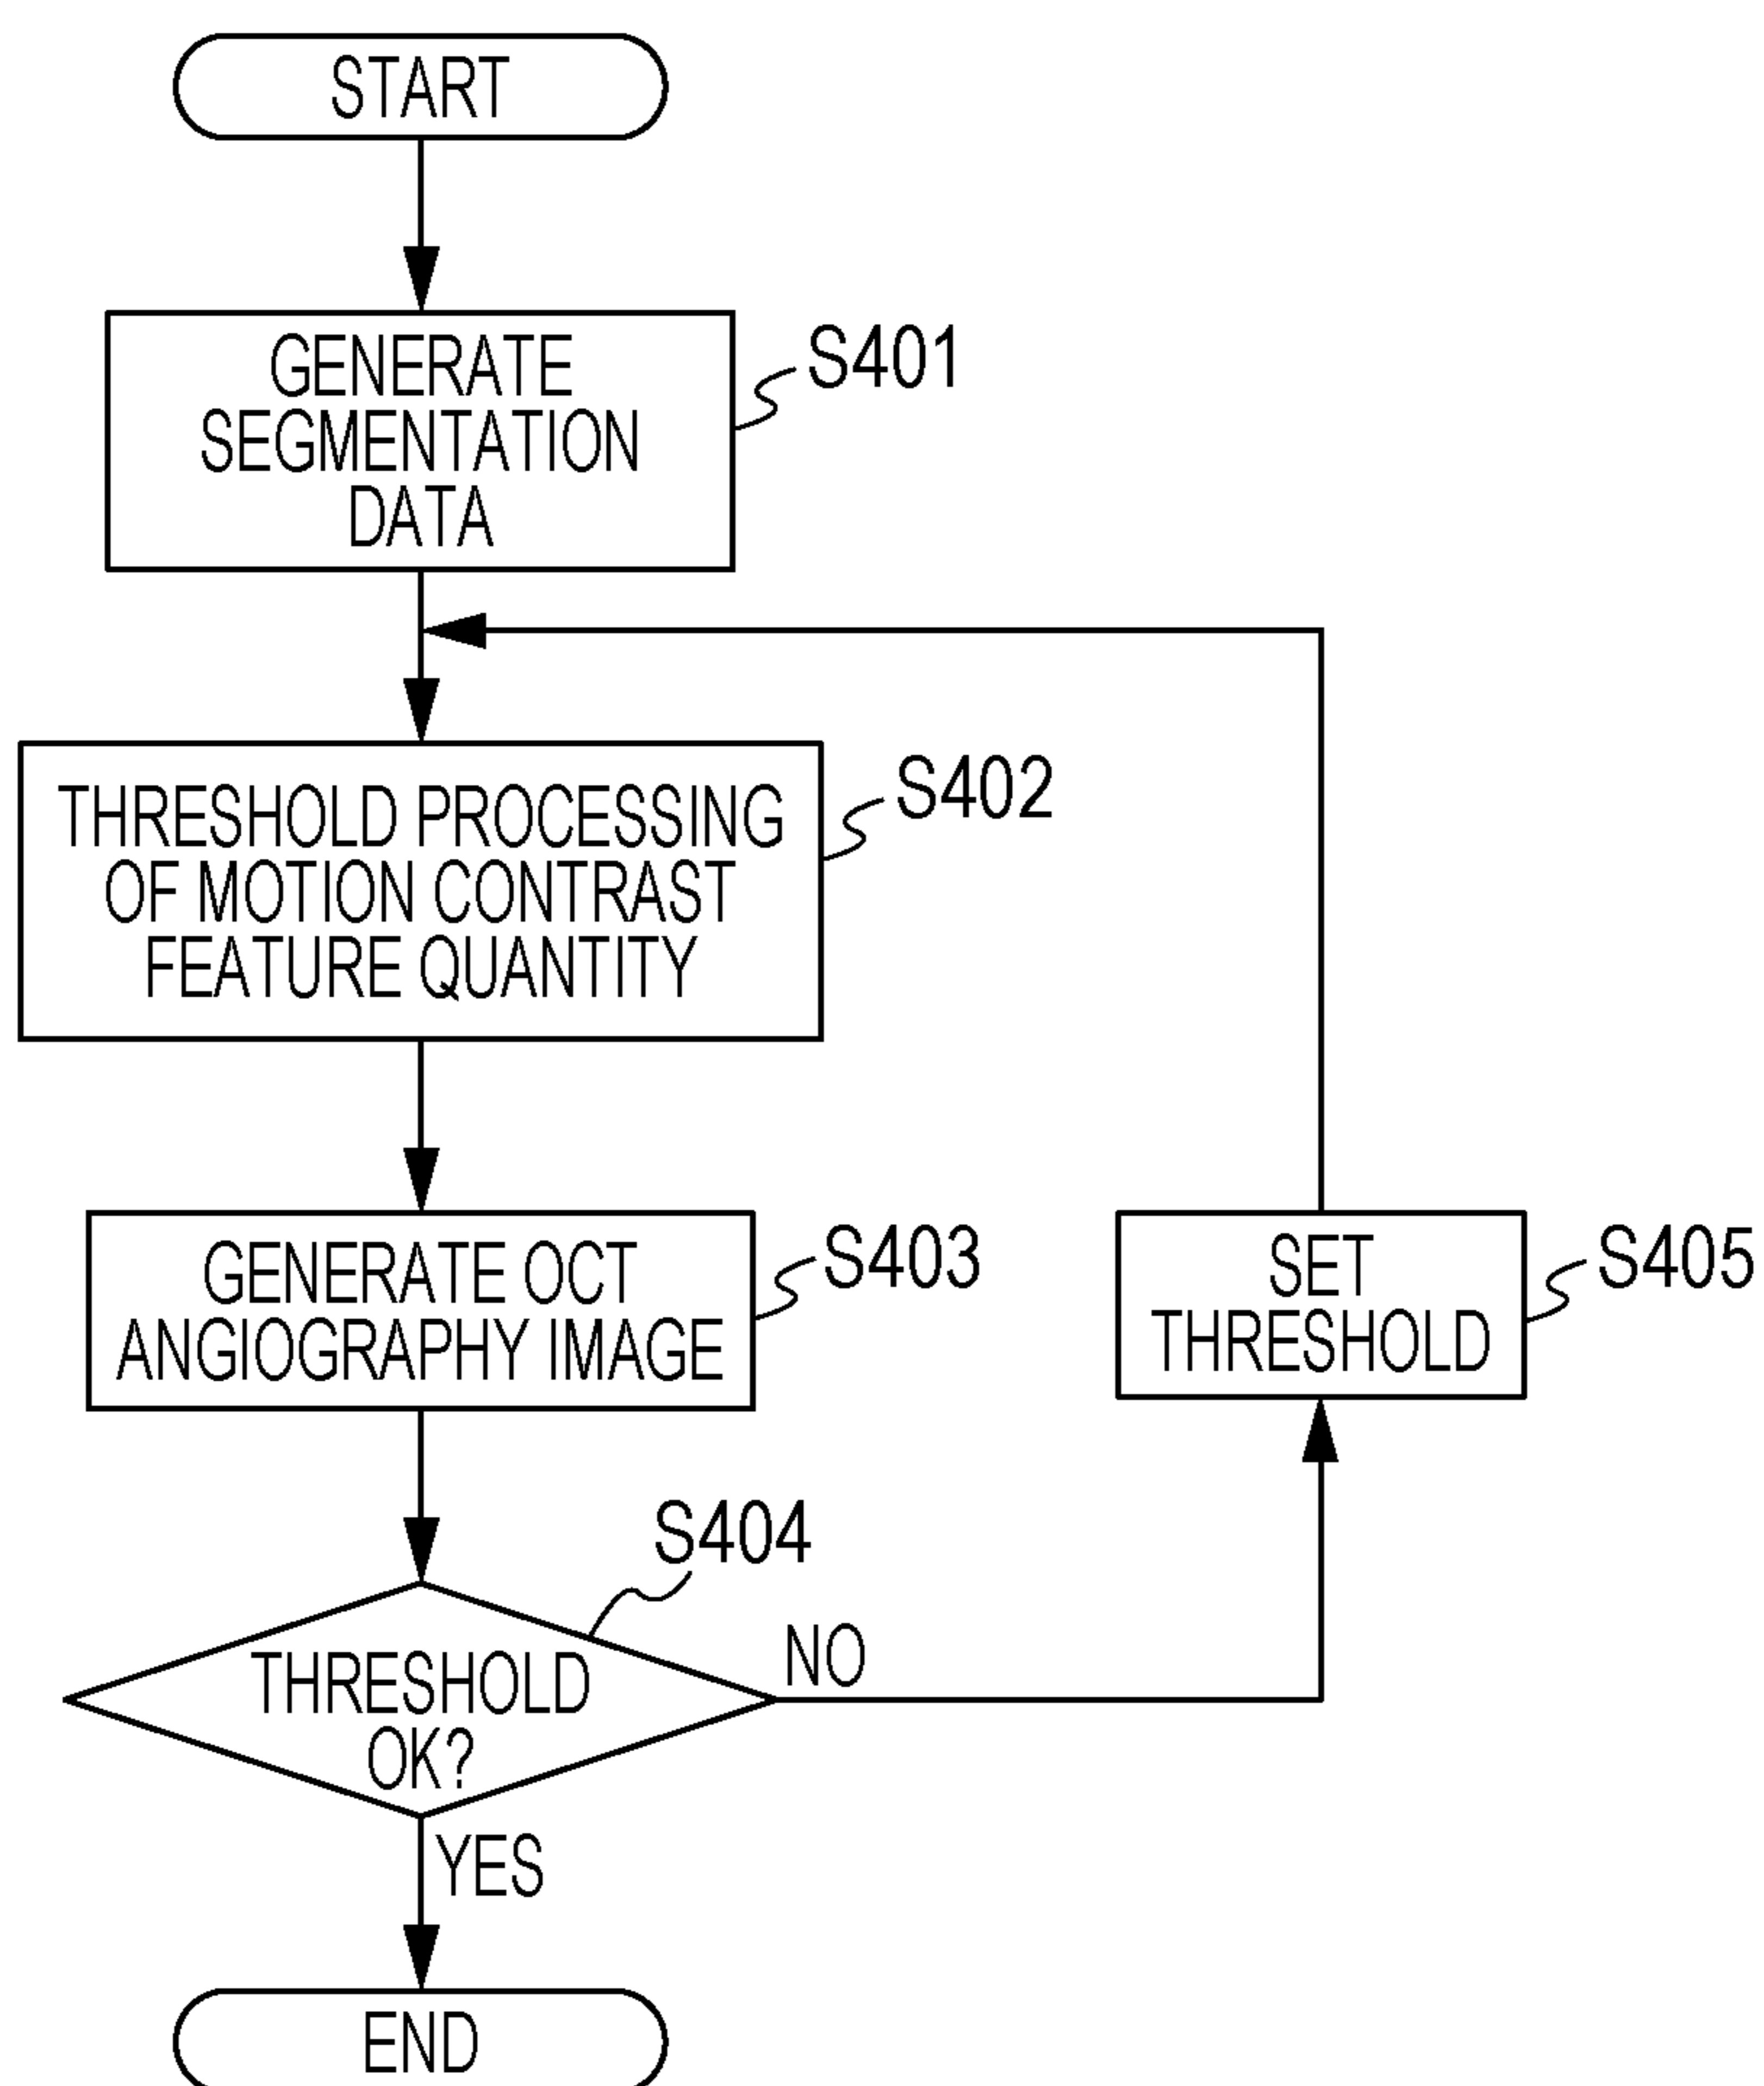 START
GENERATE
SEGMENTATION
DATA
S401
THRESHOLD PROCESSING
OF MOTION CONTRAST
FEATURE QUANTITY
S402
GENERATE OCT
ANGIOGRAPHY IMAGE
S403
SET
THRESHOLD
S405
S404
THRESHOLD
OK?
NO
YES
END